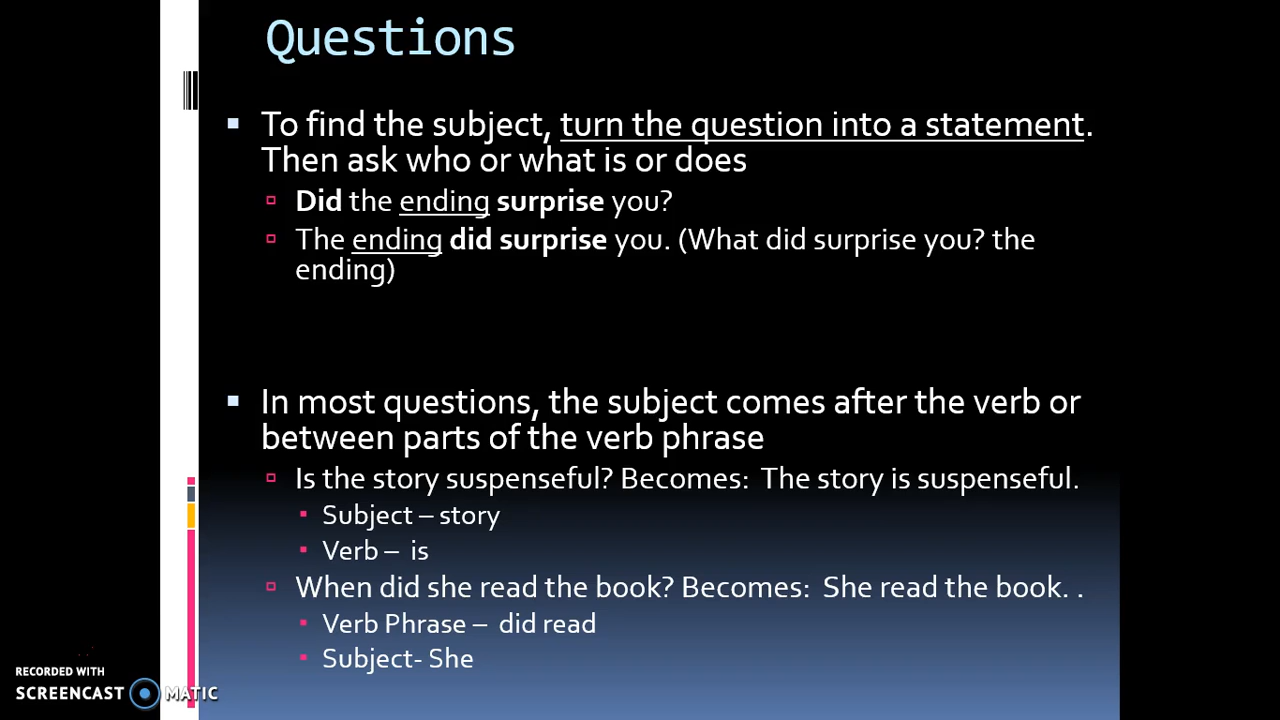 Questions
To find the subject, turn the question into a statement.
Then ask who or what is or does
Did the ending surprise you?
The ending did surprise you. (What did surprise you? the
ending)
In most questions, the subject comes after the verb or
between parts of the verb phrase
Is the story suspenseful? Becomes: The story is suspenseful.
Subject – story
Verb – is
When did she read the book? Becomes: She read the book. .
Verb Phrase – did read
Subject- She
RECORDED WITH
SCREENCAST MATIC